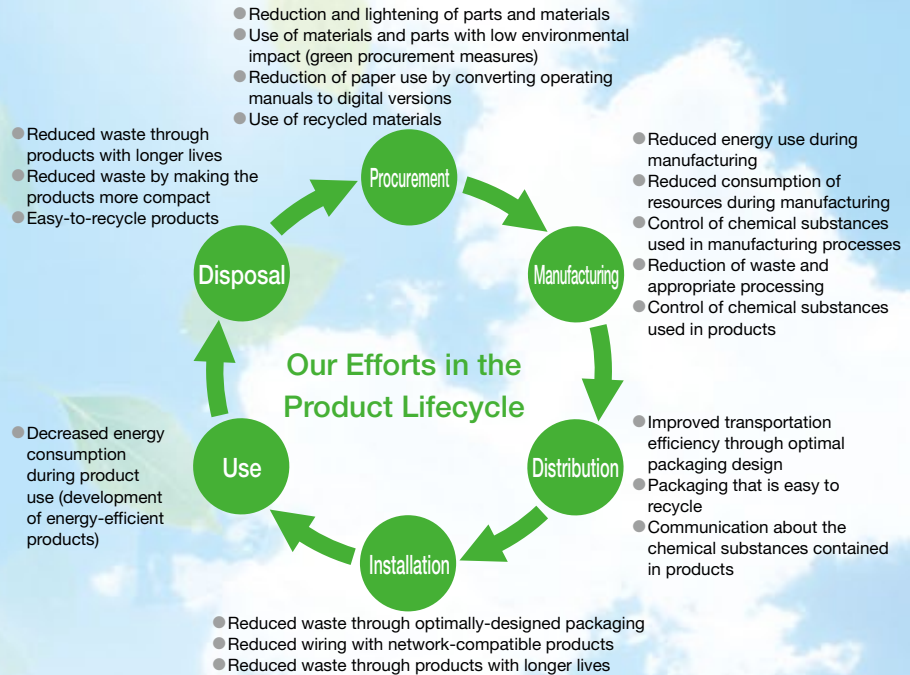 ● Reduction and lightening of parts and materials
● Use of materials and parts with low environmental
impact (green procurement measures)
● Reduction of paper use by converting operating
manuals to digital versions
● Use of recycled materials
Procurement
● Reduced energy use during
manufacturing
● Reduced consumption of
resources during manufacturing
● Control of chemical substances
used in manufacturing processes
● Reduction of waste and
appropriate processing
● Control of chemical substances
used in products
Manufacturing
● Improved transportation
efficiency through optimal
packaging design
● Packaging that is easy to
recycle
● Communication about the
chemical substances contained
in products
Distribution
Installation
● Reduced waste through optimally-designed packaging
● Reduced wiring with network-compatible products
● Reduced waste through products with longer lives
Use
● Decreased energy
consumption
during product
use (development
of energy-efficient
products)
Disposal
● Reduced waste through
products with longer lives
● Reduced waste by making the
products more compact
● Easy-to-recycle products
Our Efforts in the
Product Lifecycle